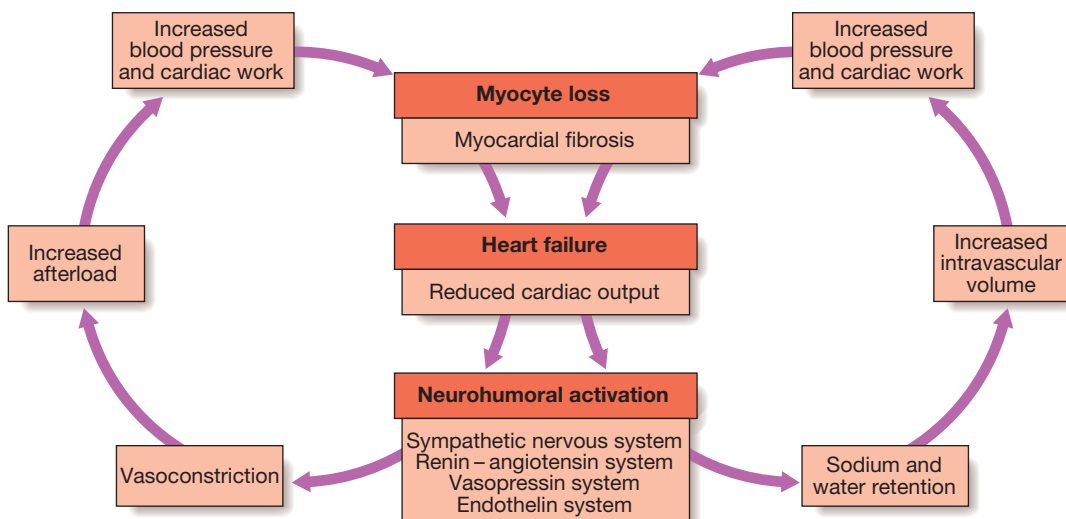 Increased
blood pressure
and cardiac work
Increased
blood pressure
and cardiac work
Myocyte loss
Myocardial fibrosis
Heart failure
Reduced cardiac output
Increased
afterload
Increased
intravascular
volume
Neurohumoral activation
Sympathetic nervous system
Renin – angiotensin system
Vasopressin system
Endothelin system
Vasoconstriction
Sodium and
water retention